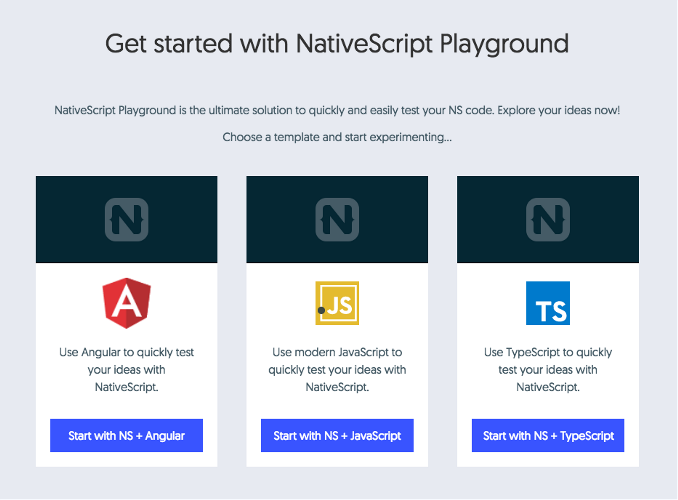 Get started with NativeScript Playground
NativeScript Playground is the ultimate solution to quickly and easily test your NS code. Explore your ideas now!
Choose a template and start experimenting...
N
N
N
A
JS
TS
Use Angular to quickly test
your ideas with
NativeScript.
Use modern JavaScript to
quickly test your ideas with
NativeScript.
Use TypeScript to quickly
test your ideas with
NativeScript.
Start with NS + Angular
Start with NS + JavaScript
Start with NS + TypeScript